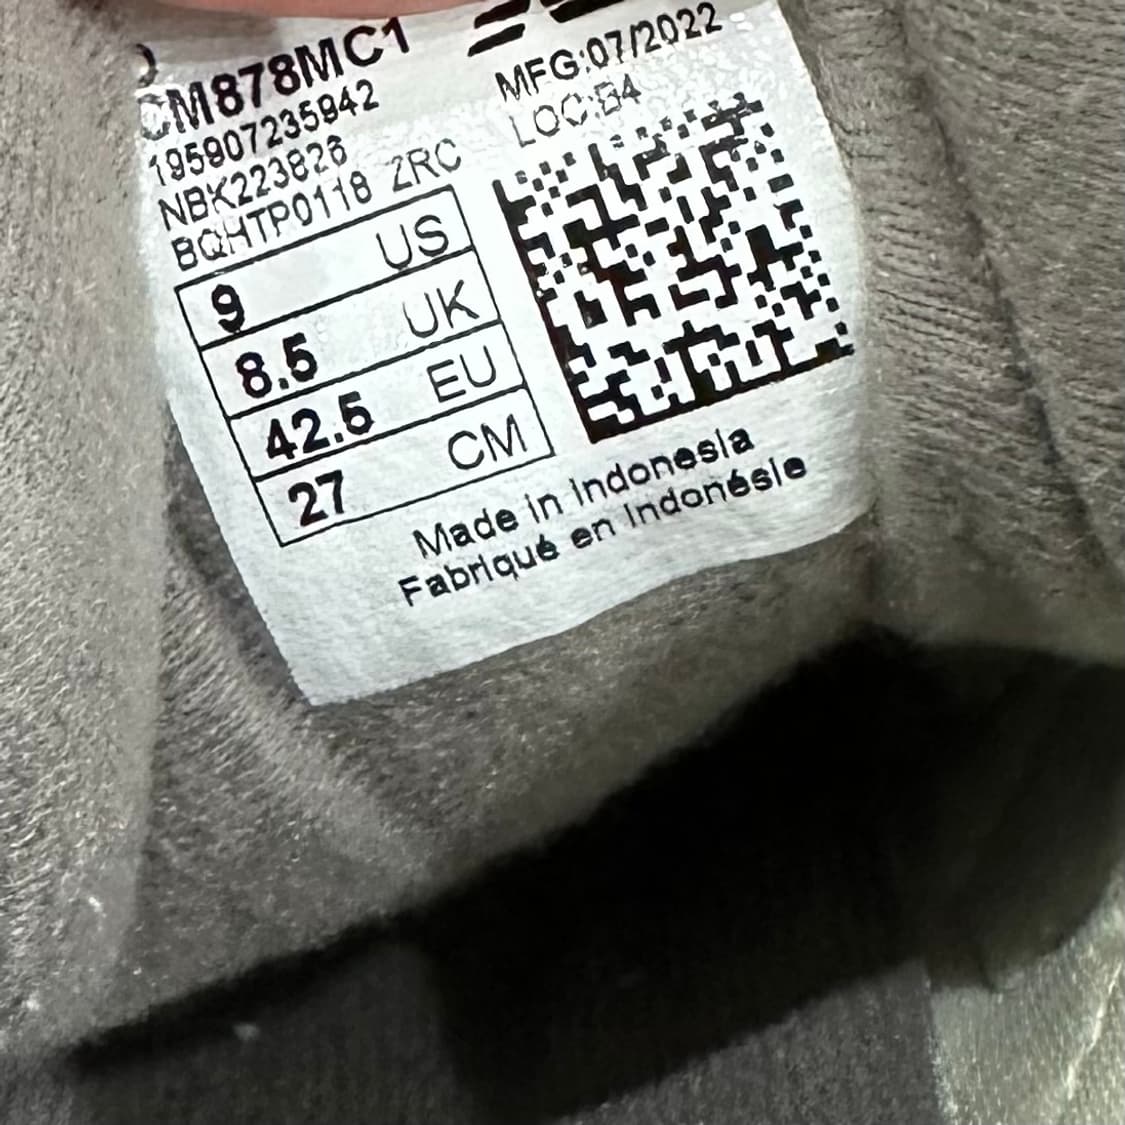 CM878MC1
195907235942
NBK223826
BQHTP0118 ZRC
MFG:07/2022
LOC:B4
9 US
8.5 UK
42.5 EU
27 CM
Made in Indonesia
Fabriqué en Indonésie